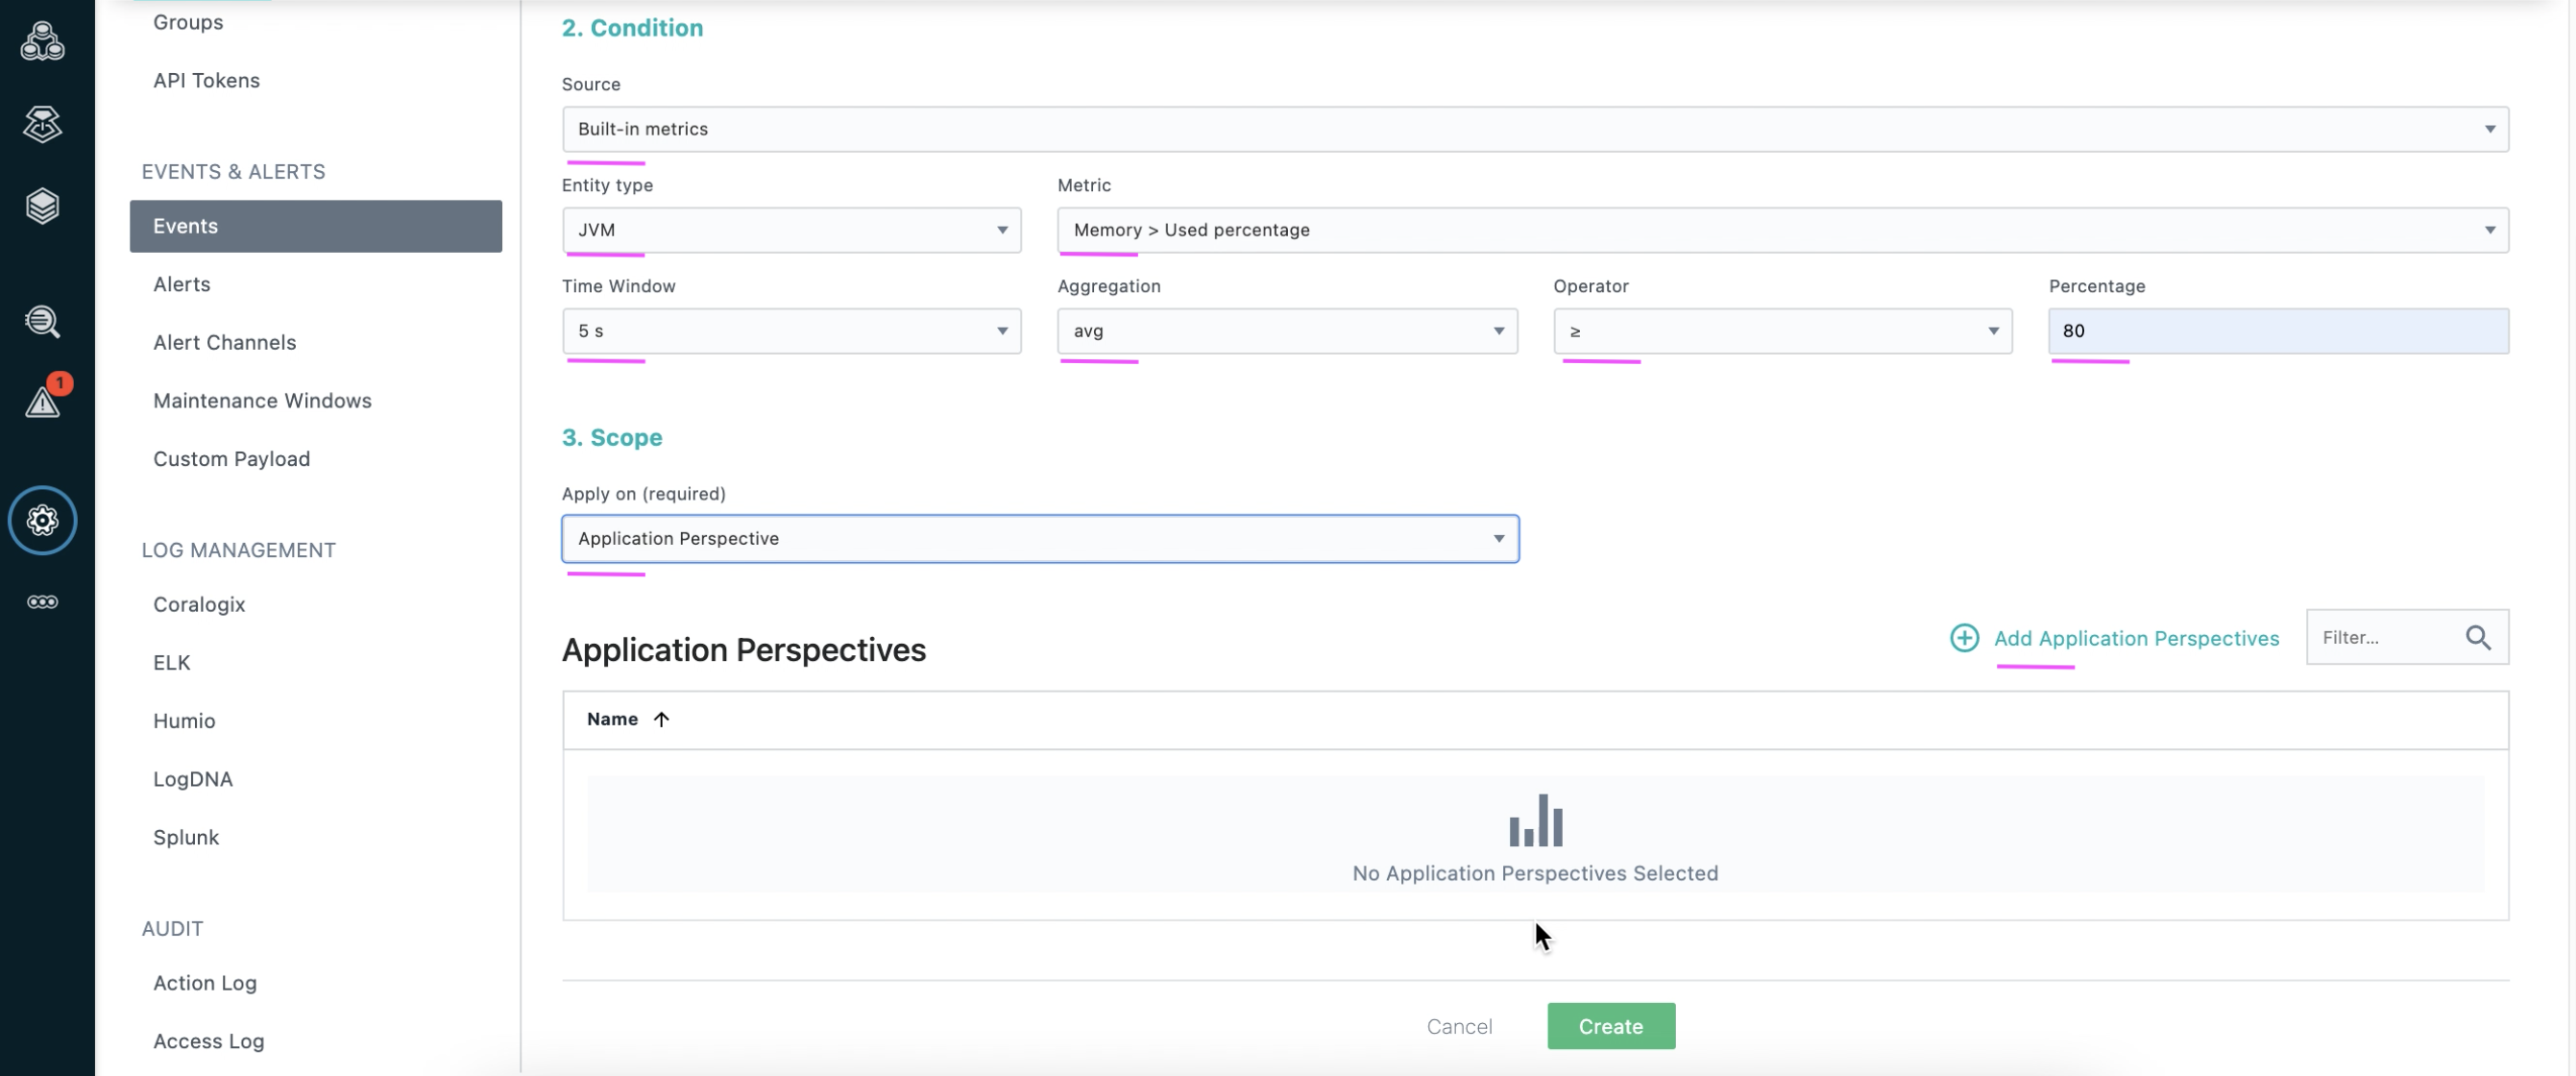 Groups
API Tokens
EVENTS & ALERTS
Events
Alerts
Alert Channels
Maintenance Windows
Custom Payload
LOG MANAGEMENT
Coralogix
ELK
Humio
LogDNA
Splunk
AUDIT
Action Log
Access Log
1
2. Condition
Source
Built-in metrics
Entity type Metric
JVM Memory > Used percentage
Time Window Aggregation Operator Percentage
5 s avg ≥ 80
3. Scope
Apply on (required)
Application Perspective
Application Perspectives Add Application Perspectives Filter...
Name ↑
No Application Perspectives Selected
Cancel Create